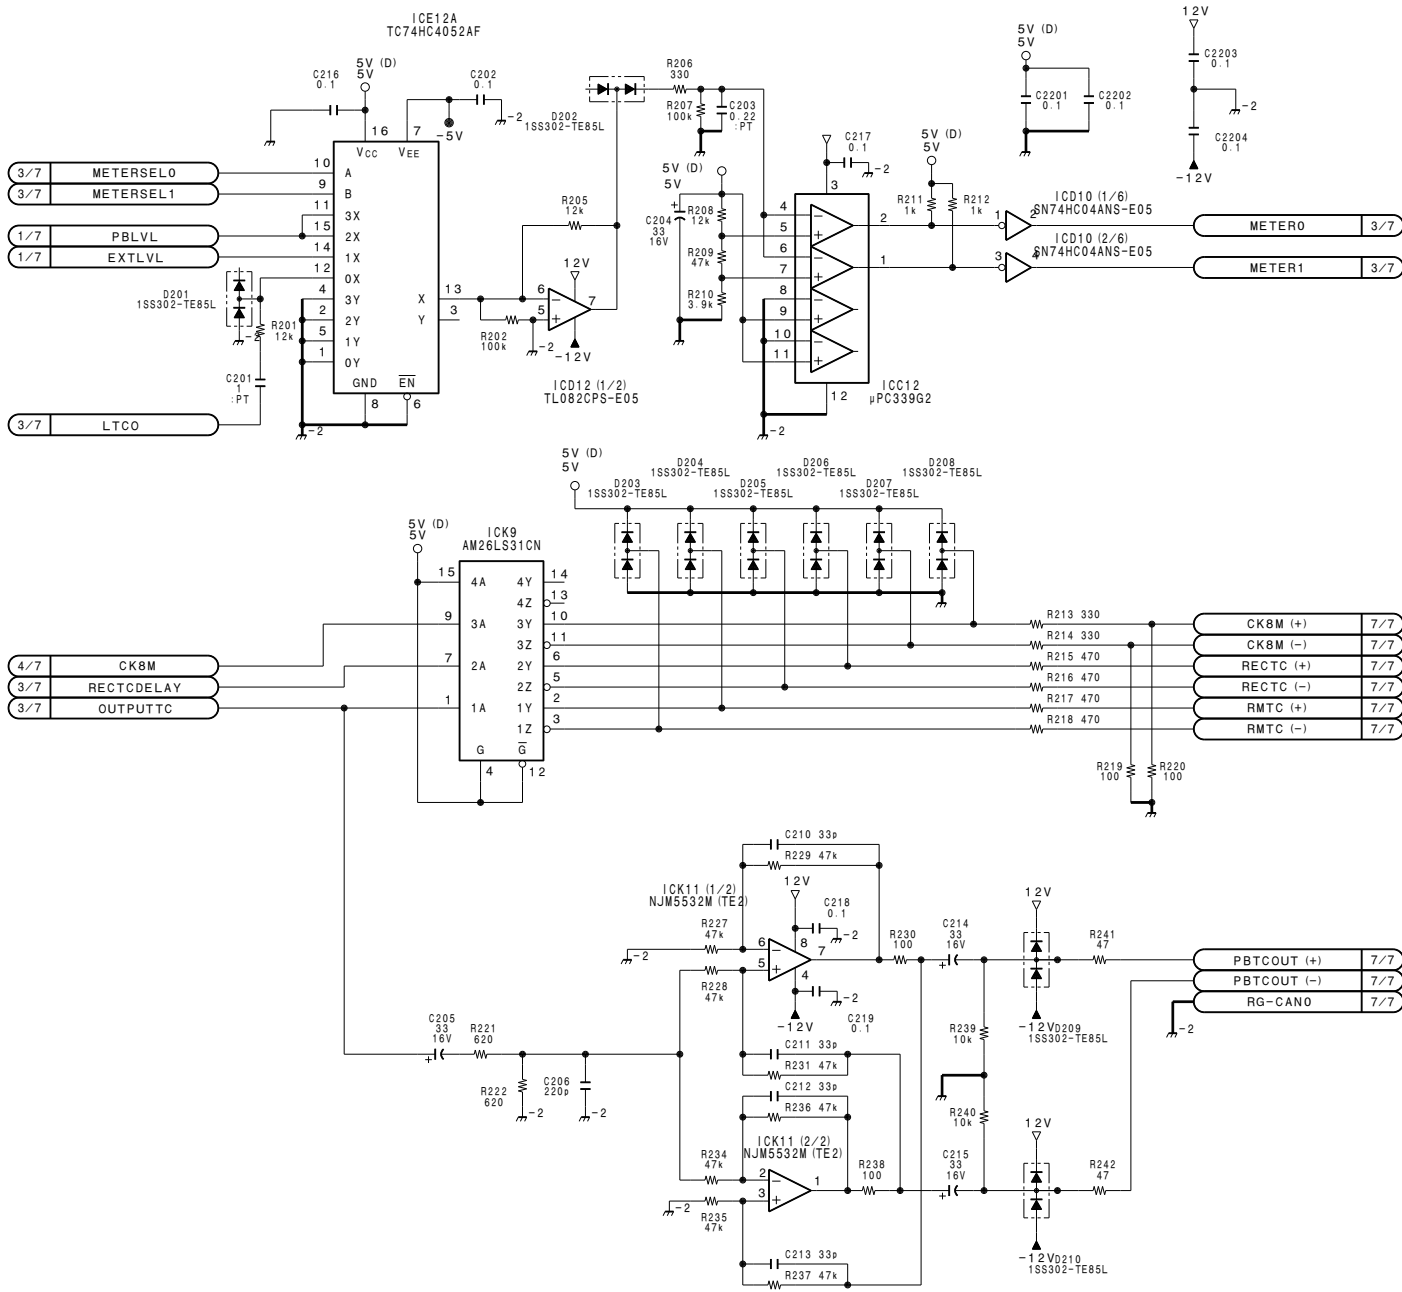 ICE12A
TC74HC4052AF
C216
0.1
5V (D)
5V
C202
0.1
-2
-5V
16
7
VCC
VEE
3/7 METERSEL0
3/7 METERSEL1
1/7 PBLVL
1/7 EXTLVL
3/7 LTC0
10 A
9 B
11 3X
15 2X
14 1X
12 0X
4 3Y
2 2Y
5 1Y
1 0Y
X 13
Y 3
GND
EN
8
6
-2
D201
1SS302-TE85L
-2
R201
12k
C201
1
:PT
D202
1SS302-TE85L
R205
12k
R202
100k
12V
6
5
7
-2
-12V
ICD12 (1/2)
TL082CPS-E05
R206
330
R207
100k
C203
0.22
:PT
5V (D)
5V
C204
33
16V
R208
12k
R209
47k
R210
3.9k
C217
0.1
-2
3
4
5
6
7
8
9
10
11
2
1
12
-2
ICC12
μPC339G2
5V (D)
5V
R211
1k
R212
1k
ICD10 (1/6)
SN74HC04ANS-E05
1 2
ICD10 (2/6)
SN74HC04ANS-E05
3 4
METER0 3/7
METER1 3/7
5V (D)
5V
C2201
0.1
C2202
0.1
12V
C2203
0.1
-2
C2204
0.1
-12V
5V (D)
5V
D203
1SS302-TE85L
D204
1SS302-TE85L
D205
1SS302-TE85L
D206
1SS302-TE85L
D207
1SS302-TE85L
D208
1SS302-TE85L
5V (D)
5V
ICK9
AM26LS31CN
15 4A
9 3A
7 2A
1 1A
4Y 14
4Z 13
3Y 10
3Z 11
2Y 6
2Z 5
1Y 2
1Z 3
G
G
4
12
4/7 CK8M
3/7 RECTCDELAY
3/7 OUTPUTTC
R213 330
R214 330
R215 470
R216 470
R217 470
R218 470
R219
100
R220
100
CK8M (+) 7/7
CK8M (-) 7/7
RECTC (+) 7/7
RECTC (-) 7/7
RMTC (+) 7/7
RMTC (-) 7/7
C210 33p
R229 47k
ICK11 (1/2)
NJM5532M (TE2)
12V
C218
0.1
-2
R227
47k
-2
R228
47k
6
5
8
7
4
-2
C219
0.1
-12V
R230
100
C214
33
16V
C205
33
16V
R221
620
R222
620
-2
C206
220p
-2
C211 33p
R231 47k
C212 33p
R236 47k
ICK11 (2/2)
NJM5532M (TE2)
R234
47k
-2
R235
47k
2
3
1
R238
100
C215
33
16V
C213 33p
R237 47k
R239
10k
R240
10k
12V
-12V
D209
1SS302-TE85L
R241
47
12V
-12V
D210
1SS302-TE85L
R242
47
PBTCOUT (+) 7/7
PBTCOUT (-) 7/7
RG-CAN0 7/7
-2